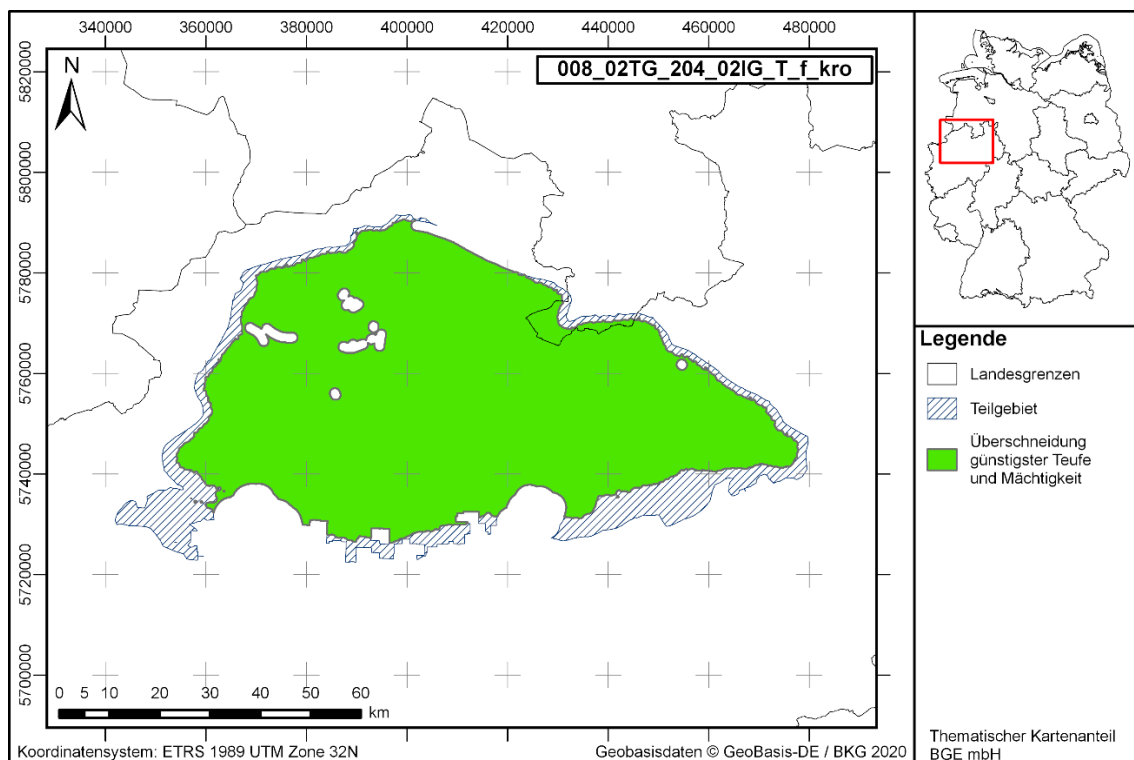 340000 360000 380000 400000 420000 440000 460000 480000
008_02TG_204_02IG_T_f_kro
N
5820000
5800000
5780000
5760000
5740000
5720000
5700000
0 5 10 20 30 40 50 60
km
Koordinatensystem: ETRS 1989 UTM Zone 32N
Geobasisdaten © GeoBasis-DE / BKG 2020
Legende
Landesgrenzen
Teilgebiet
Überschneidung
günstigster Teufe
und Mächtigkeit
Thematischer Kartenanteil
BGE mbH